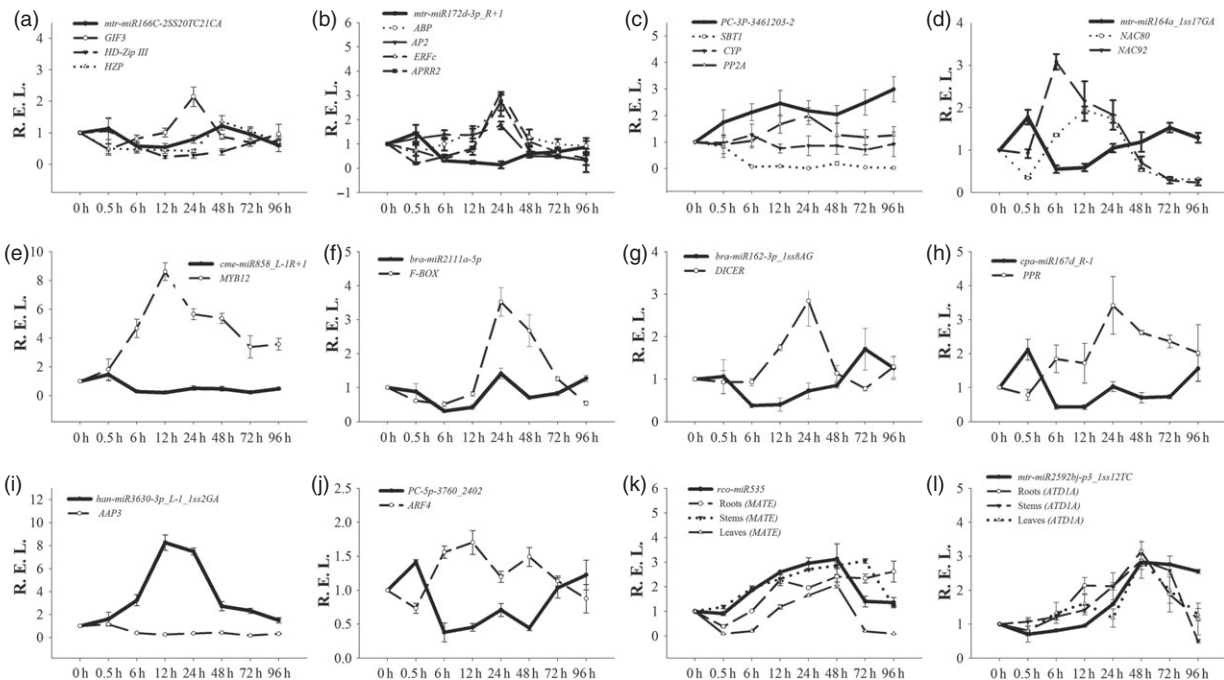 (a)
mtr-miR166C-2SS20TC21CA
GIF3
HD-Zip III
HZP
R. E. L.
4
3
2
1
0
0 h 0.5 h 6 h 12 h 24 h 48 h 72 h 96 h
(b)
mtr-miR172d-3p_R+1
ABP
AP2
ERFc
APRR2
R. E. L.
6
5
4
3
2
1
0
−1
0 h 0.5 h 6 h 12 h 24 h 48 h 72 h 96 h
(c)
PC-3P-3461203-2
SBT1
CYP
PP2A
R. E. L.
5
4
3
2
1
0
0 h 0.5 h 6 h 12 h 24 h 48 h 72 h 96 h
(d)
mtr-miR164a_1ss17GA
NAC80
NAC92
R. E. L.
4
3
2
1
0
0 h 0.5 h 6 h 12 h 24 h 48 h 72 h 96 h
(e)
cme-miR858_L-1R+1
MYB12
R. E. L.
10
8
6
4
2
0
0 h 0.5 h 6 h 12 h 24 h 48 h 72 h 96 h
(f)
bra-miR2111a-5p
F-BOX
R. E. L.
5
4
3
2
1
0
0 h 0.5 h 6 h 12 h 24 h 48 h 72 h 96 h
(g)
bra-miR162-3p_1ss8AG
DICER
R. E. L.
4
3
2
1
0
0 h 0.5 h 6 h 12 h 24 h 48 h 72 h 96 h
(h)
cpa-miR167d_R-1
PPR
R. E. L.
5
4
3
2
1
0
0 h 0.5 h 6 h 12 h 24 h 48 h 72 h 96 h
(i)
han-miR3630-3p_L-1_1ss2GA
AAP3
R. E. L.
12
10
8
6
4
2
0
0 h 0.5 h 6 h 12 h 24 h 48 h 72 h 96 h
(j)
PC-5p-3760_2402
ARF4
R. E. L.
2.5
2.0
1.5
1.0
0.5
0.0
0 h 0.5 h 6 h 12 h 24 h 48 h 72 h 96 h
(k)
rco-miR535
Roots (MATE)
Stems (MATE)
Leaves (MATE)
R. E. L.
6
5
4
3
2
1
0
0 h 0.5 h 6 h 12 h 24 h 48 h 72 h 96 h
(l)
mtr-miR2592bj-p3_1ss12TC
Roots (ATD1A)
Stems (ATD1A)
Leaves (ATD1A)
R. E. L.
5
4
3
2
1
0
0 h 0.5 h 6 h 12 h 24 h 48 h 72 h 96 h